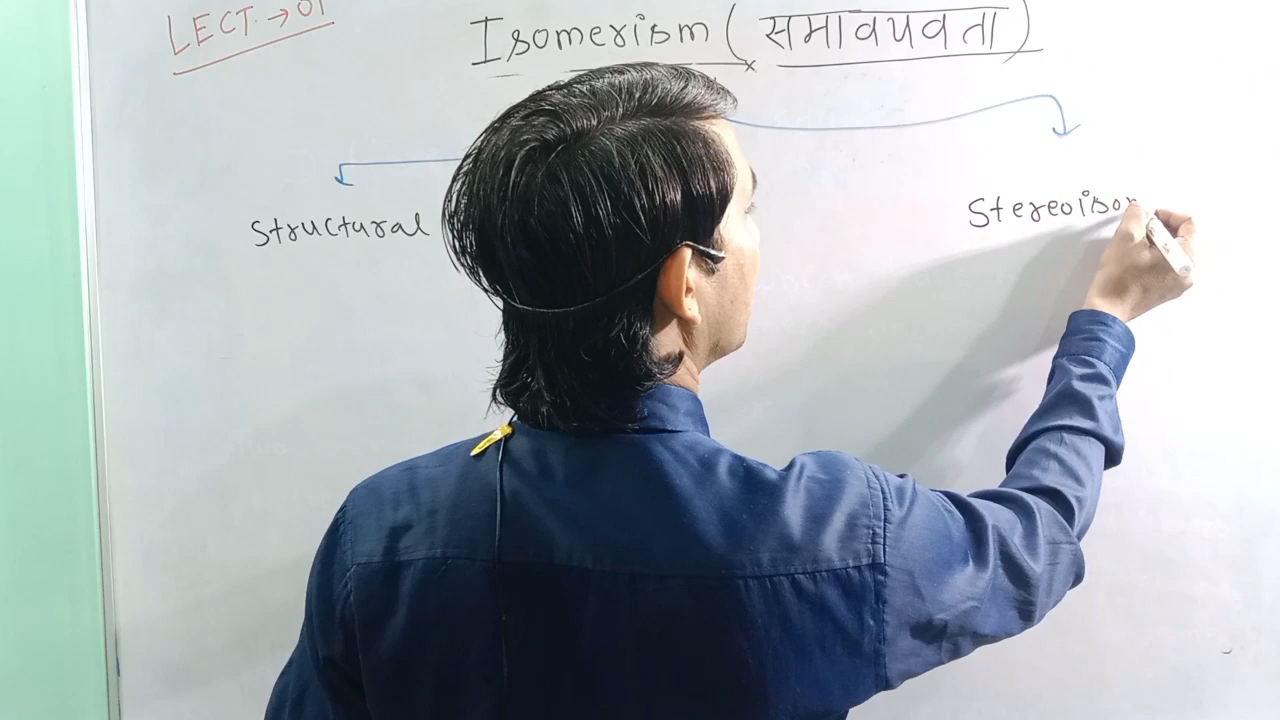 LECT. → 01
Isomerism ( समावयवता )
Structural
Stereoisom